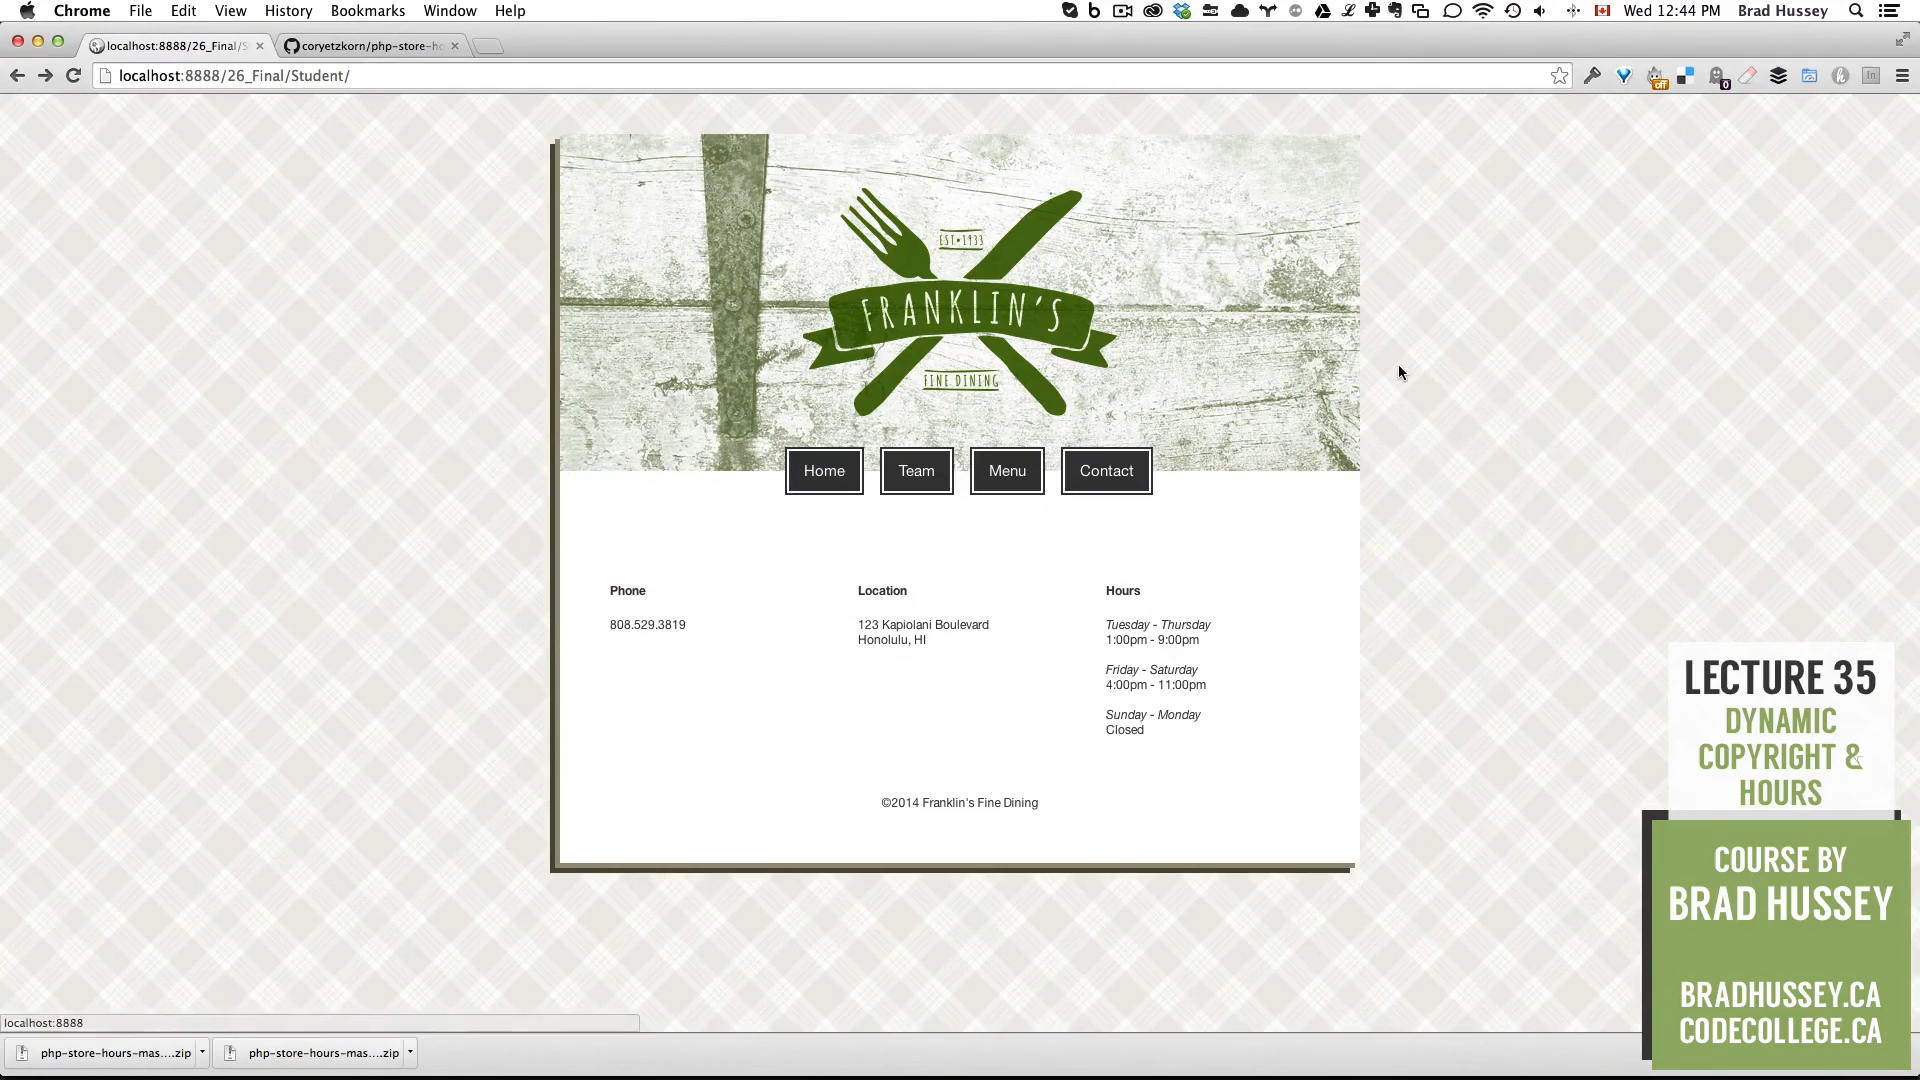 Chrome File Edit View History Bookmarks Window Help
Wed 12:44 PM Brad Hussey
localhost:8888/26_Final/S
coryetzkorn/php-store-ho
localhost:8888/26_Final/Student/
off
0
EST•1933
FRANKLIN'S
FINE DINING
Home
Team
Menu
Contact
Phone
808.529.3819
Location
123 Kapiolani Boulevard
Honolulu, HI
Hours
Tuesday - Thursday
1:00pm - 9:00pm
Friday - Saturday
4:00pm - 11:00pm
Sunday - Monday
Closed
©2014 Franklin's Fine Dining
LECTURE 35
DYNAMIC
COPYRIGHT &
HOURS
COURSE BY
BRAD HUSSEY
BRADHUSSEY.CA
CODECOLLEGE.CA
localhost:8888
php-store-hours-mas....zip
php-store-hours-mas....zip